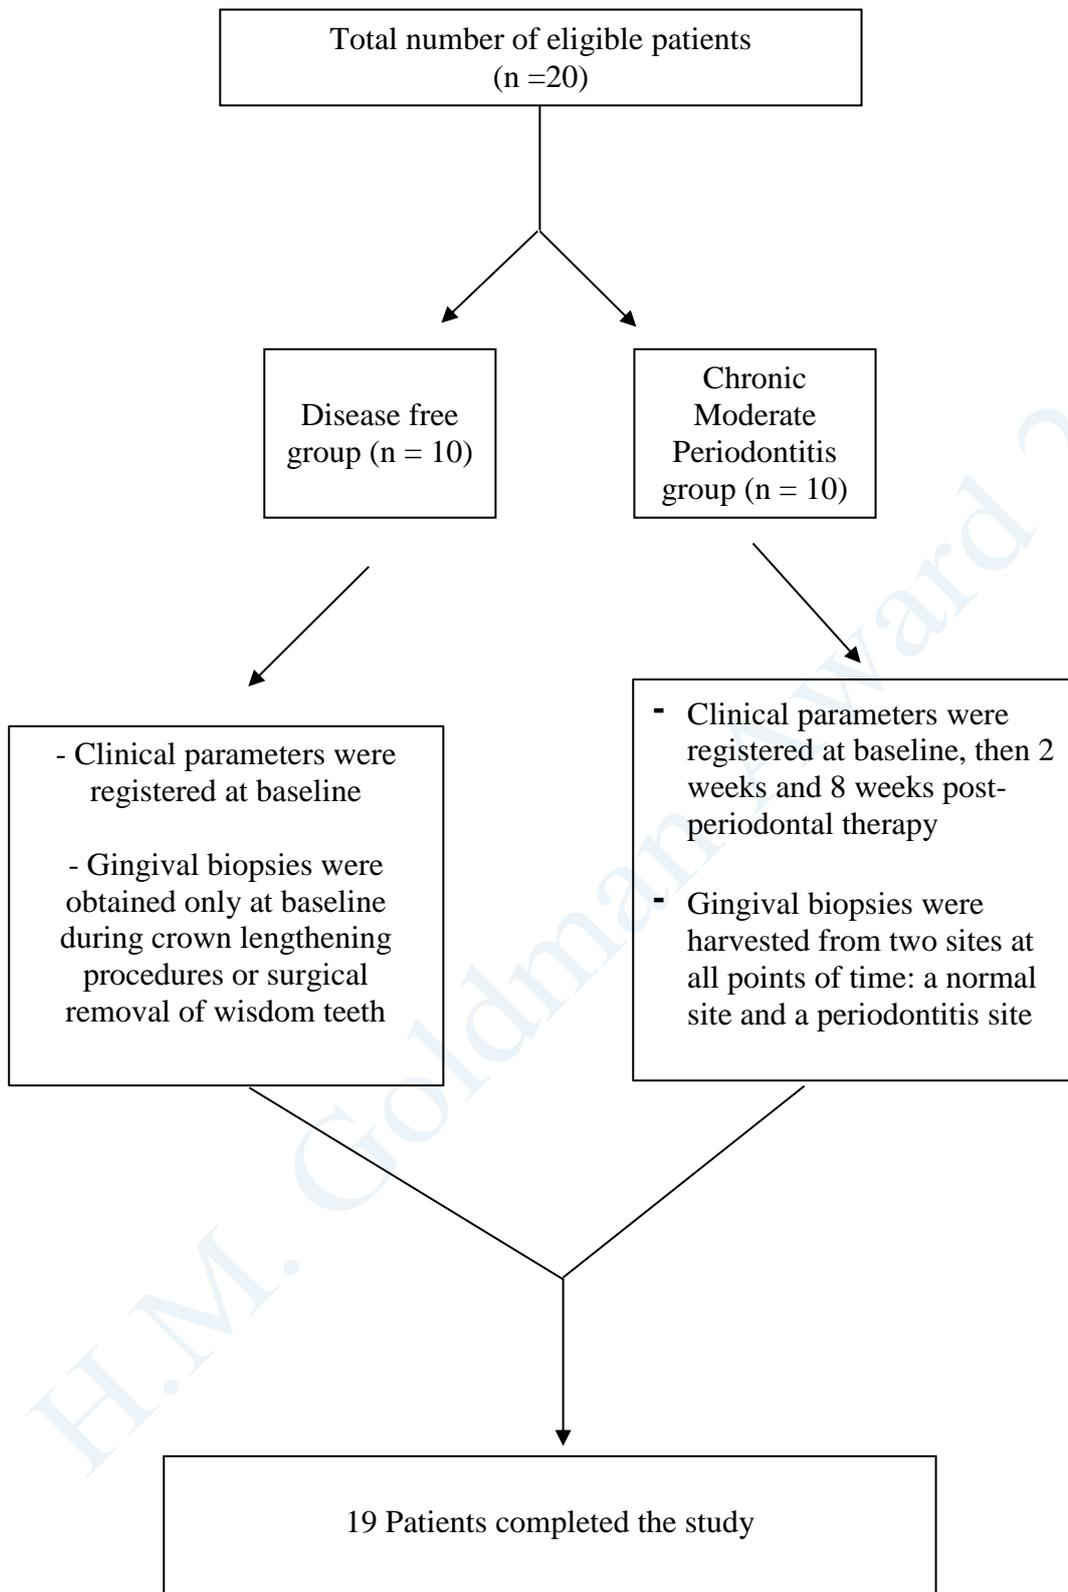 Total number of eligible patients
(n =20)
Disease free
group (n = 10)
Chronic
Moderate
Periodontitis
group (n = 10)
- Clinical parameters were
registered at baseline
- Gingival biopsies were
obtained only at baseline
during crown lengthening
procedures or surgical
removal of wisdom teeth
- Clinical parameters were
registered at baseline, then 2
weeks and 8 weeks post-
periodontal therapy
- Gingival biopsies were
harvested from two sites at
all points of time: a normal
site and a periodontitis site
19 Patients completed the study
H.M. Goldman Award